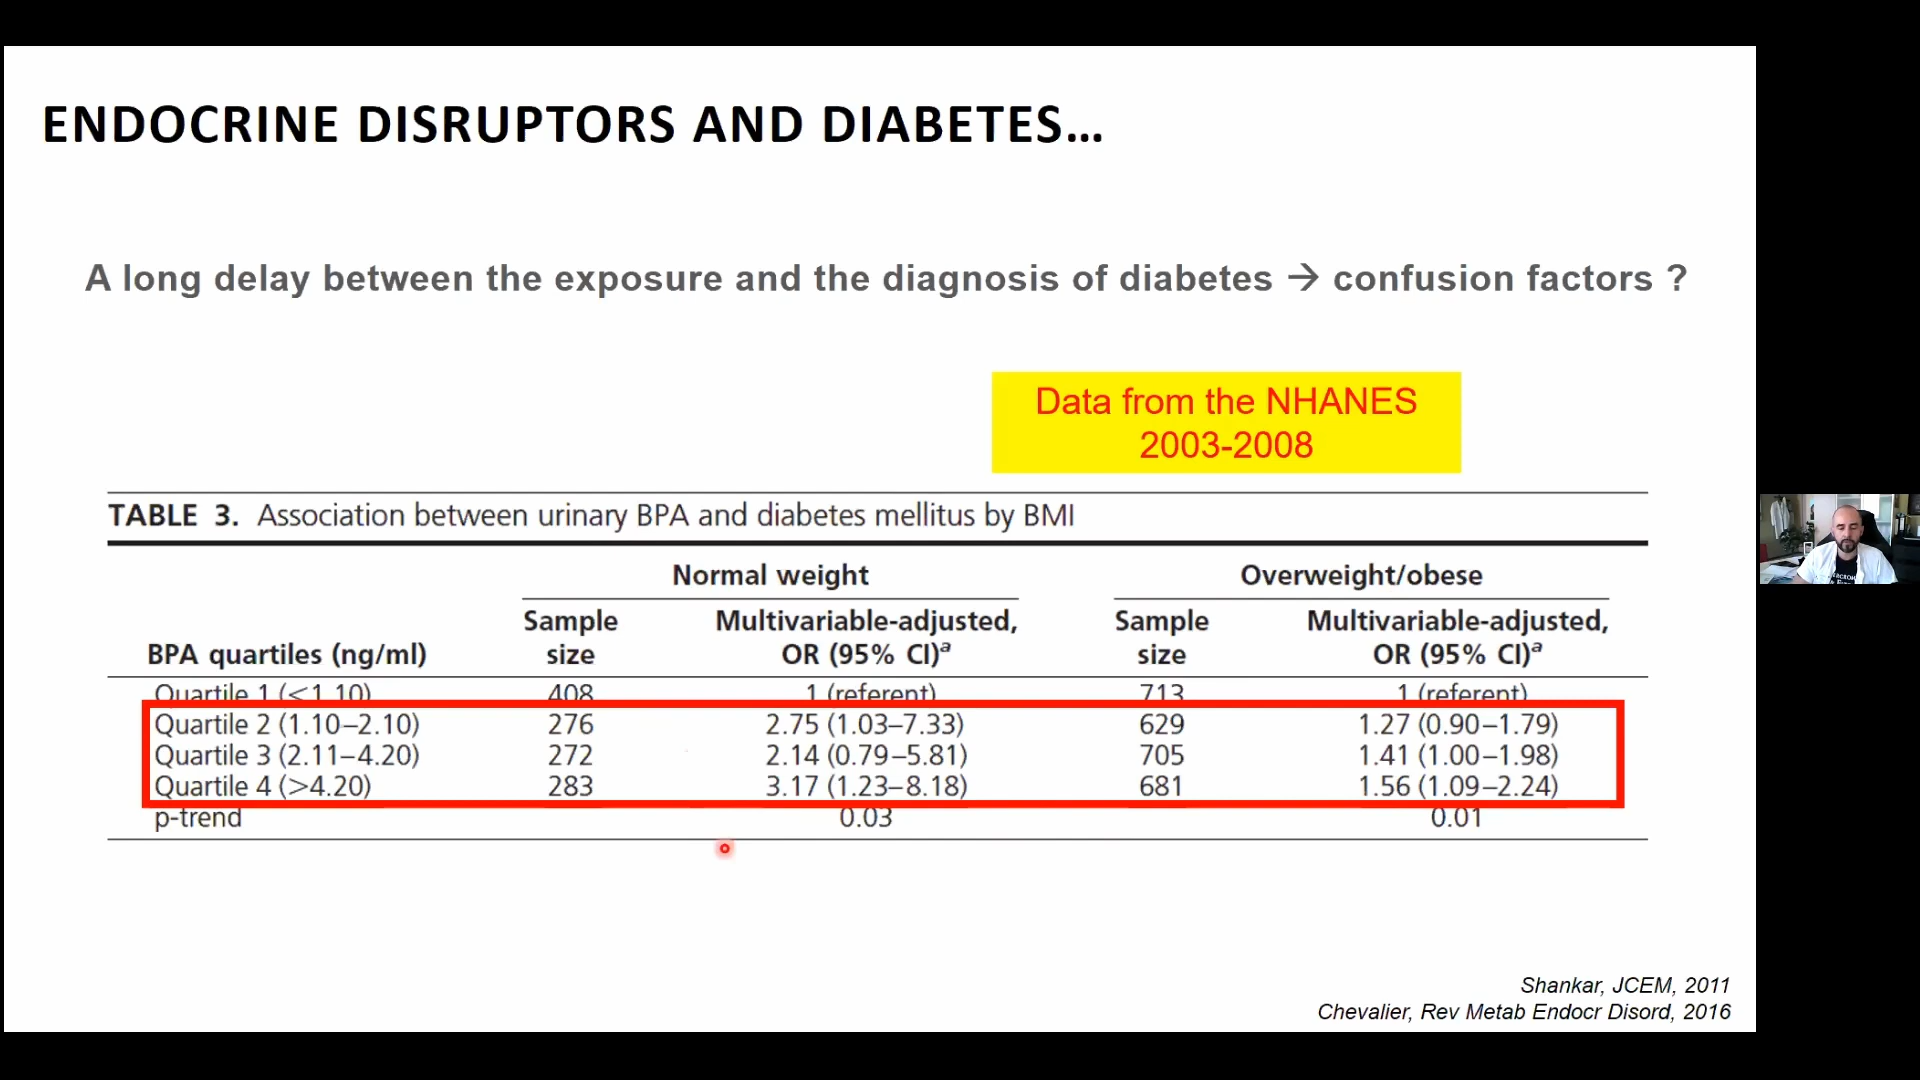 ENDOCRINE DISRUPTORS AND DIABETES...
A long delay between the exposure and the diagnosis of diabetes → confusion factors ?
Data from the NHANES
2003-2008
TABLE 3. Association between urinary BPA and diabetes mellitus by BMI
Normal weight Overweight/obese
Sample Multivariable-adjusted, Sample Multivariable-adjusted,
BPA quartiles (ng/ml) size OR (95% CI)a size OR (95% CI)a
Quartile 1 (<1.10) 408 1 (referent) 713 1 (referent)
Quartile 2 (1.10–2.10) 276 2.75 (1.03–7.33) 629 1.27 (0.90–1.79)
Quartile 3 (2.11–4.20) 272 2.14 (0.79–5.81) 705 1.41 (1.00–1.98)
Quartile 4 (>4.20) 283 3.17 (1.23–8.18) 681 1.56 (1.09–2.24)
p-trend 0.03 0.01
Shankar, JCEM, 2011
Chevalier, Rev Metab Endocr Disord, 2016